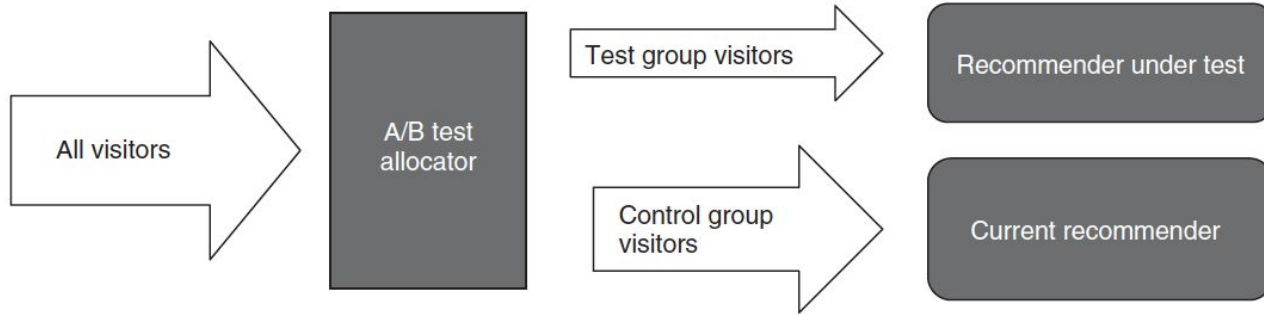 All visitors
A/B test
allocator
Test group visitors
Recommender under test
Control group
visitors
Current recommender